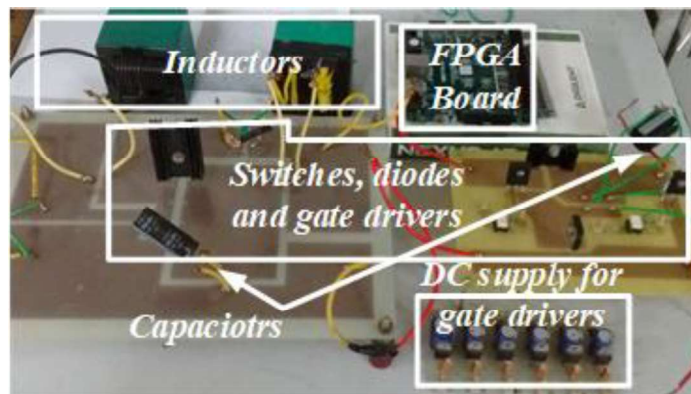 Inductors
FPGA
Board
Switches, diodes
and gate drivers
DC supply for
gate drivers
Capaciotrs